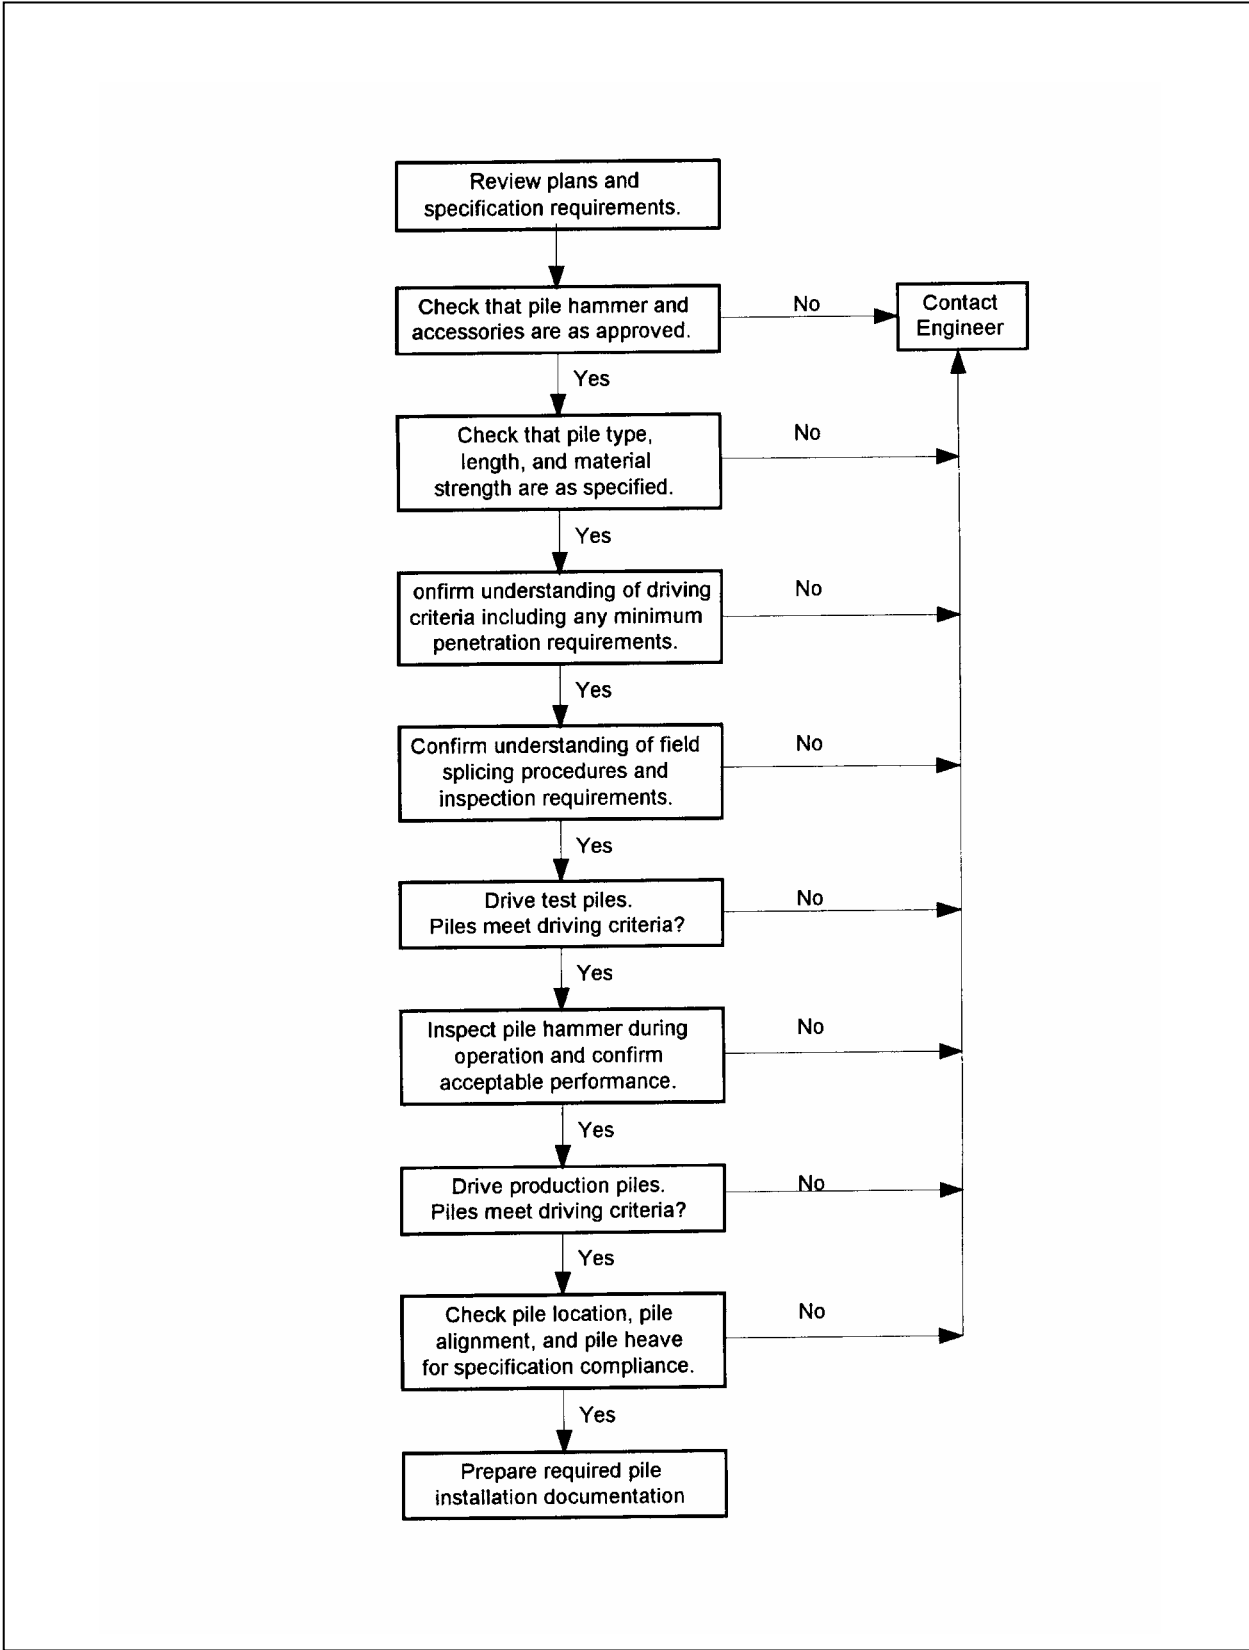 Review plans and
specification requirements.
Check that pile hammer and
accessories are as approved.
No
Contact
Engineer
Yes
Check that pile type,
length, and material
strength are as specified.
No
Yes
onfirm understanding of driving
criteria including any minimum
penetration requirements.
No
Yes
Confirm understanding of field
splicing procedures and
inspection requirements.
No
Yes
Drive test piles.
Piles meet driving criteria?
No
Yes
Inspect pile hammer during
operation and confirm
acceptable performance.
No
Yes
Drive production piles.
Piles meet driving criteria?
No
Yes
Check pile location, pile
alignment, and pile heave
for specification compliance.
No
Yes
Prepare required pile
installation documentation